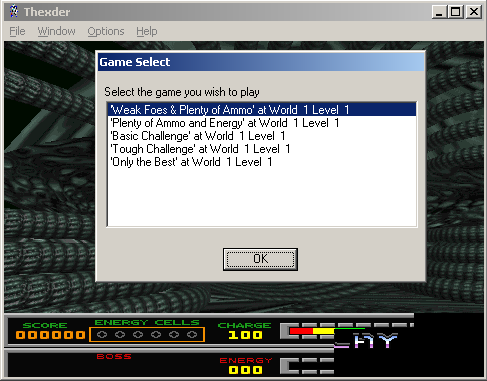 Thexder
File Window Options Help
Game Select
Select the game you wish to play
'Weak Foes & Plenty of Ammo' at World 1 Level 1
'Plenty of Ammo and Energy' at World 1 Level 1
'Basic Challenge' at World 1 Level 1
'Tough Challenge' at World 1 Level 1
'Only the Best' at World 1 Level 1
OK
SCORE ENERGY CELLS CHARGE
000000 100
BOSS ENERGY
000